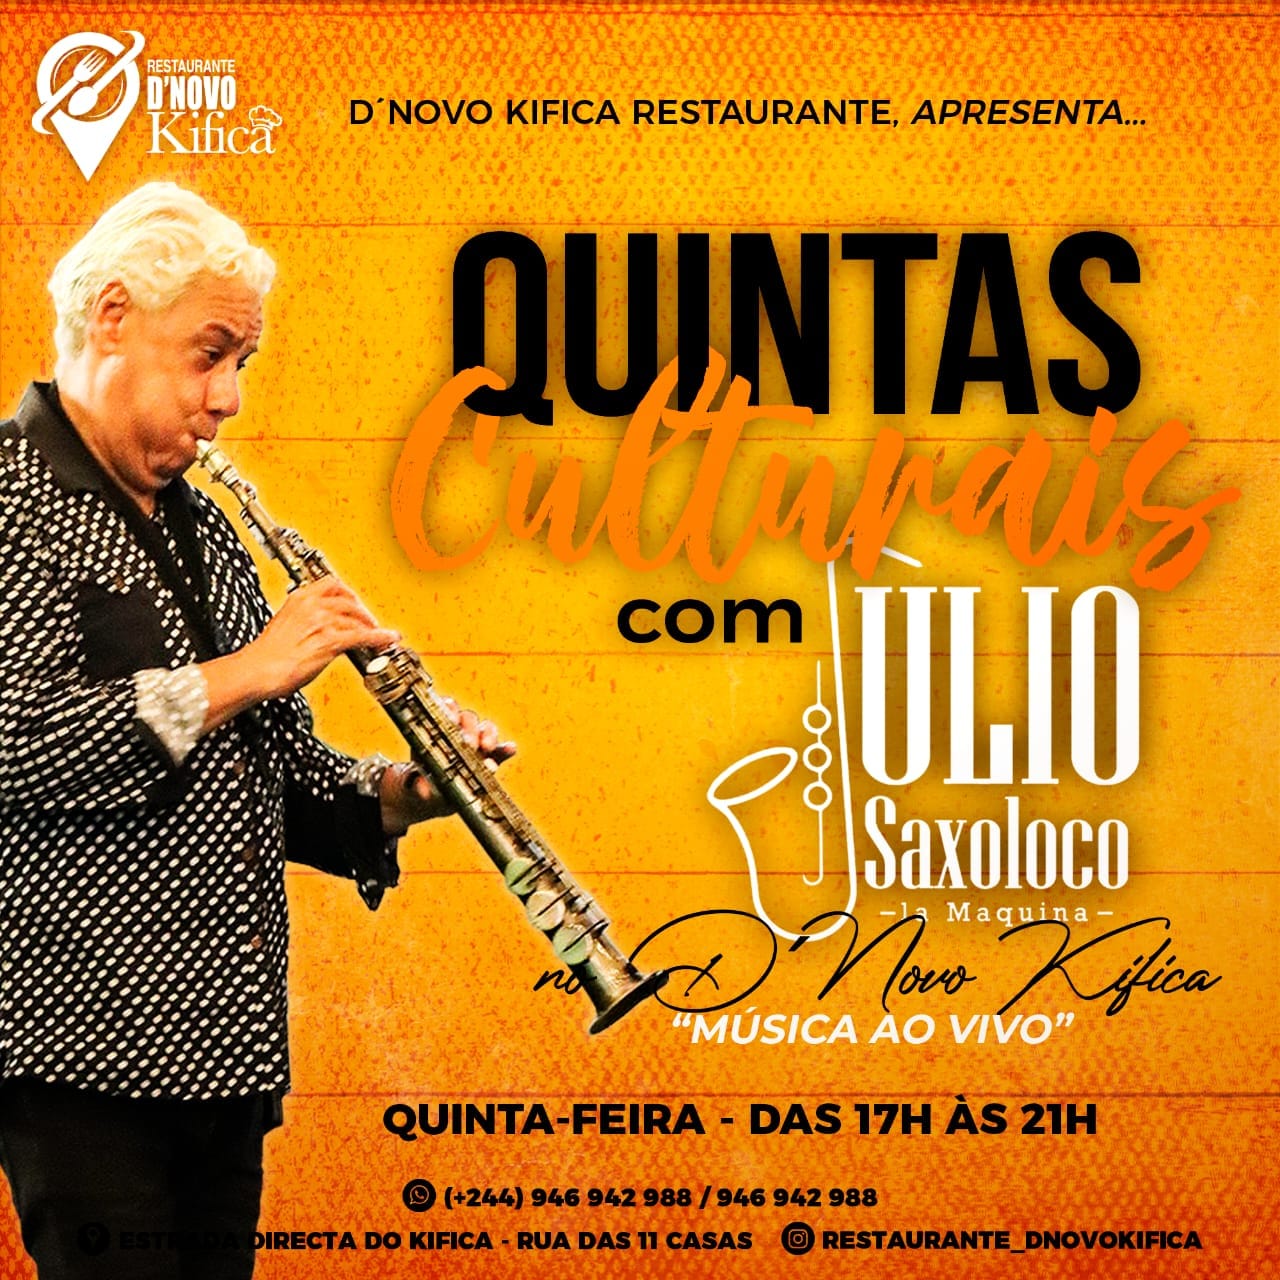 RESTAURANTE
D'NOVO
Kifica
D´NOVO KIFICA RESTAURANTE, APRESENTA...
QUINTAS
Culturais
com JULIO
Saxoloco
–la Maquina–
no D'Novo Kifica
“MÚSICA AO VIVO”
QUINTA-FEIRA - DAS 17H ÀS 21H
(+244) 946 942 988 / 946 942 988
ESTRADA DIRECTA DO KIFICA - RUA DAS 11 CASAS
RESTAURANTE_DNOVOKIFICA